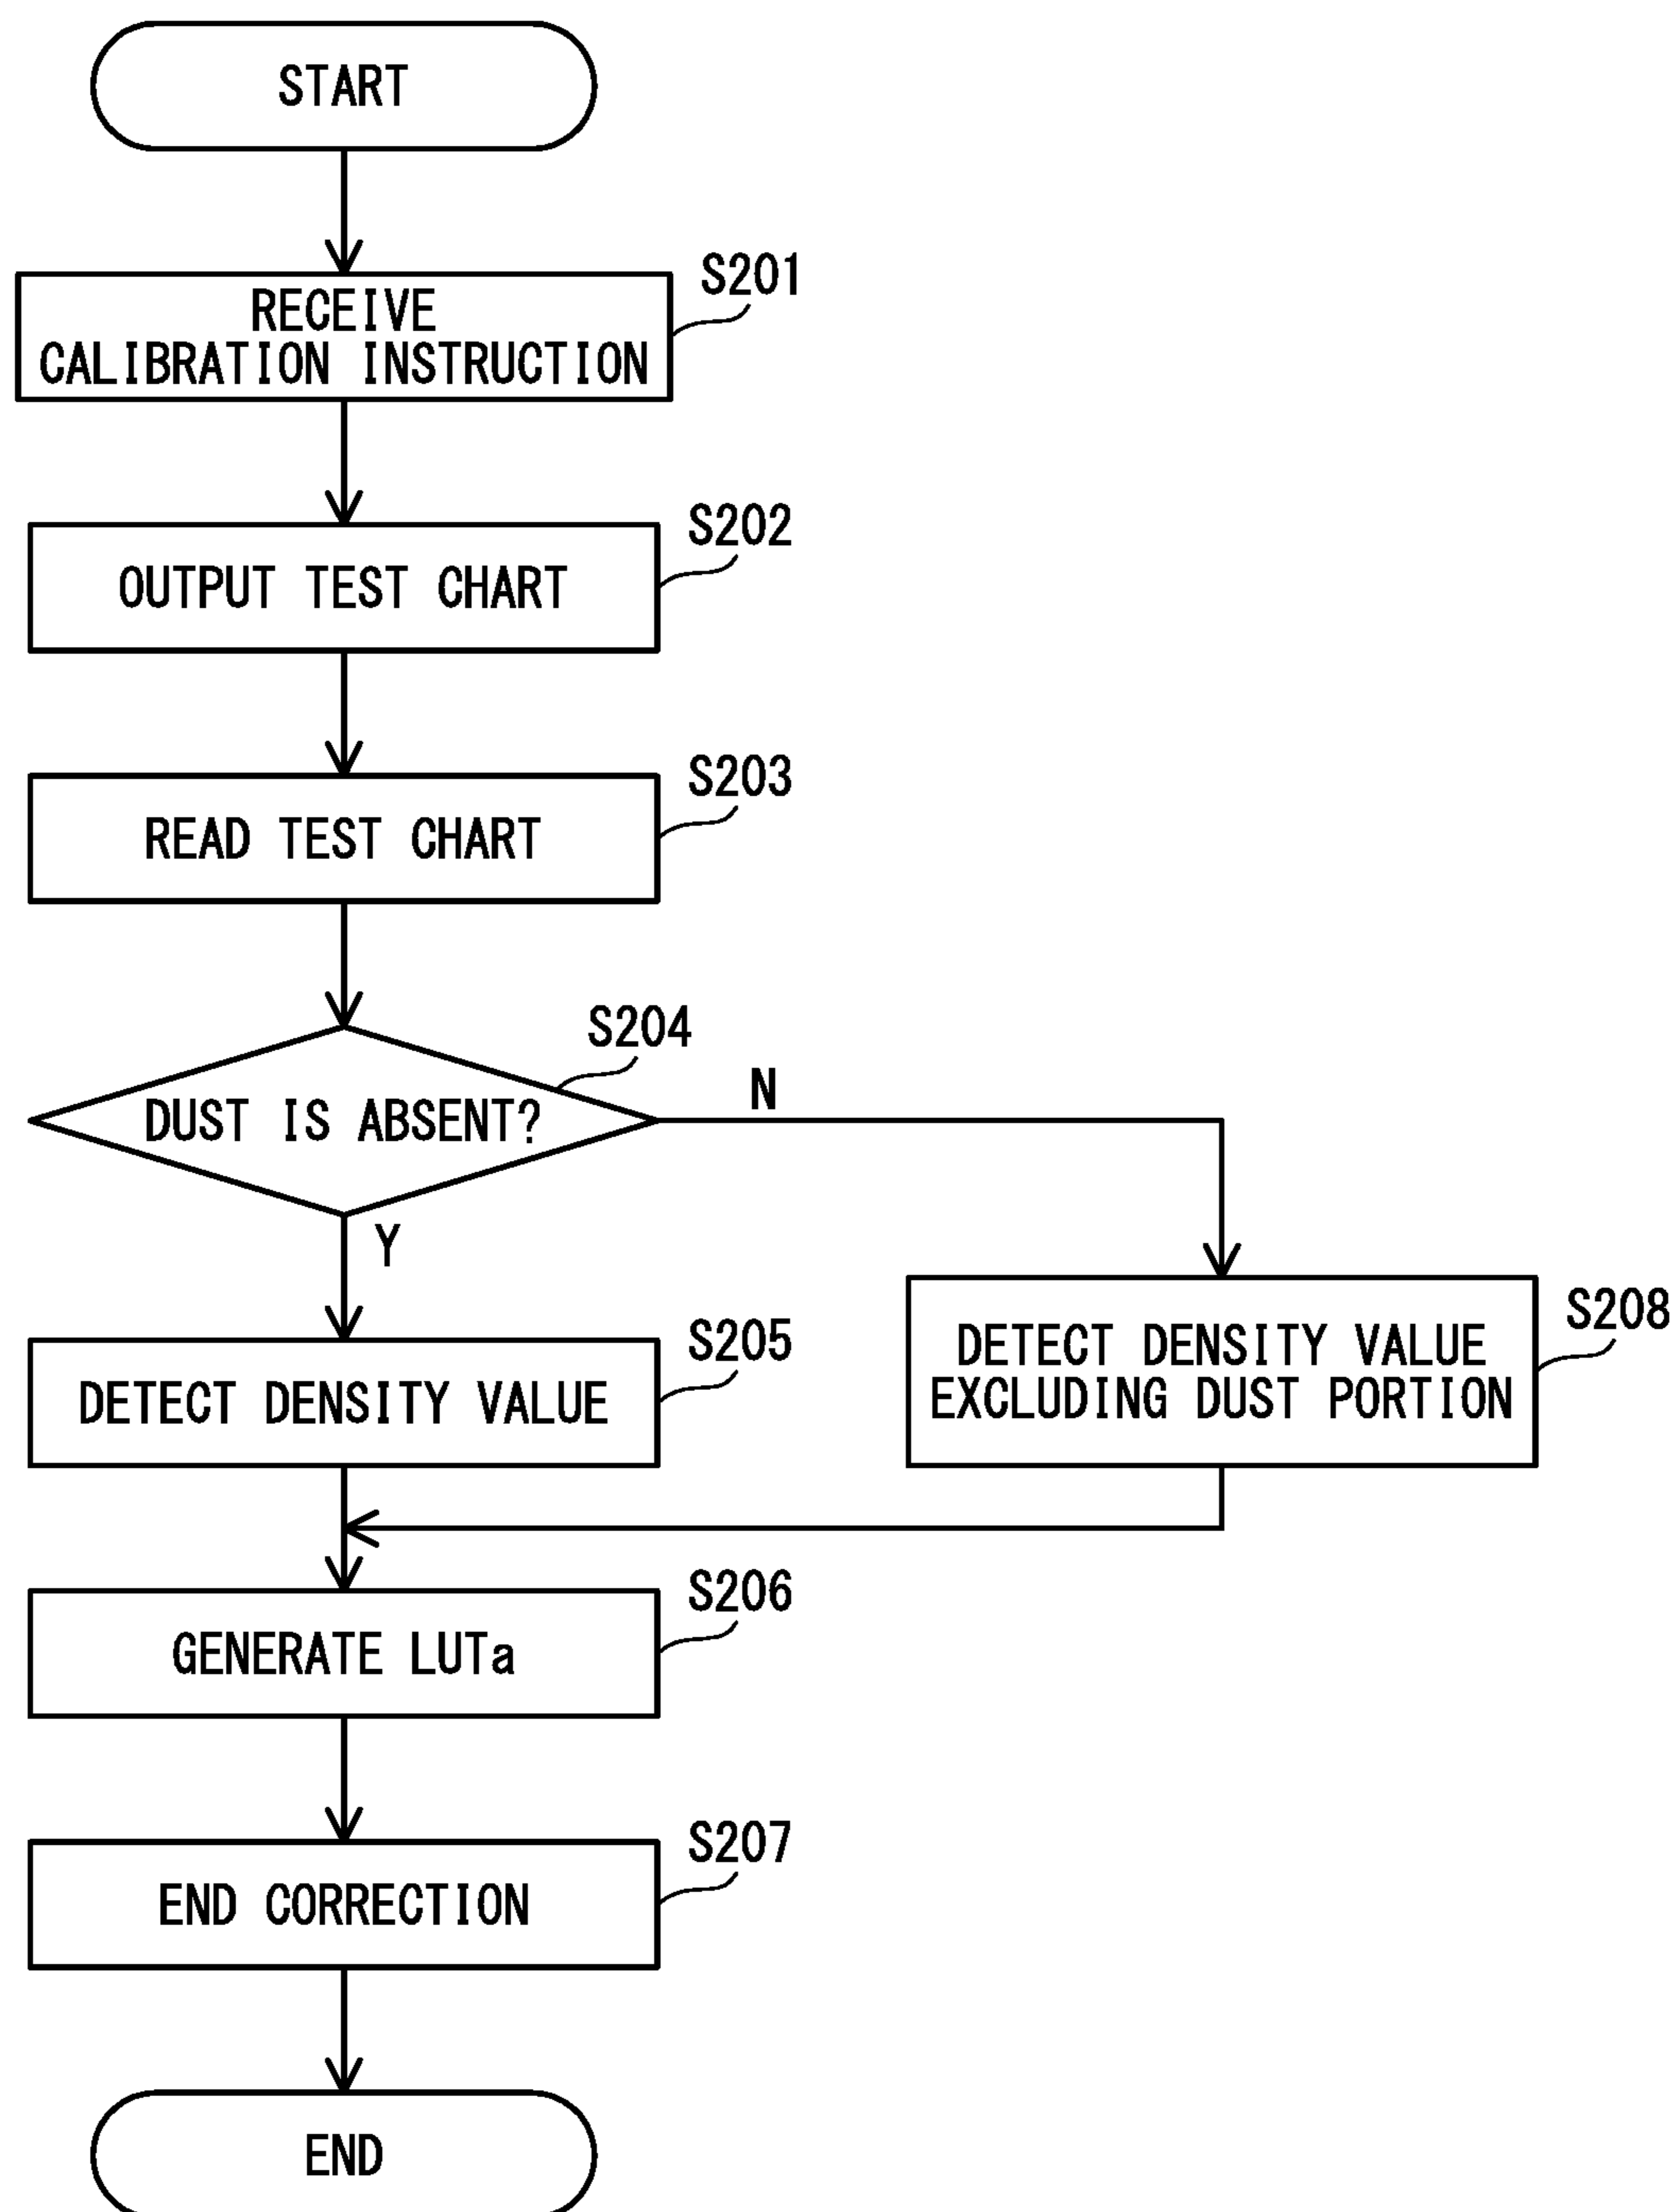 START
S201
RECEIVE
CALIBRATION INSTRUCTION
S202
OUTPUT TEST CHART
S203
READ TEST CHART
S204
DUST IS ABSENT?
N
Y
S205
DETECT DENSITY VALUE
S208
DETECT DENSITY VALUE
EXCLUDING DUST PORTION
S206
GENERATE LUTa
S207
END CORRECTION
END